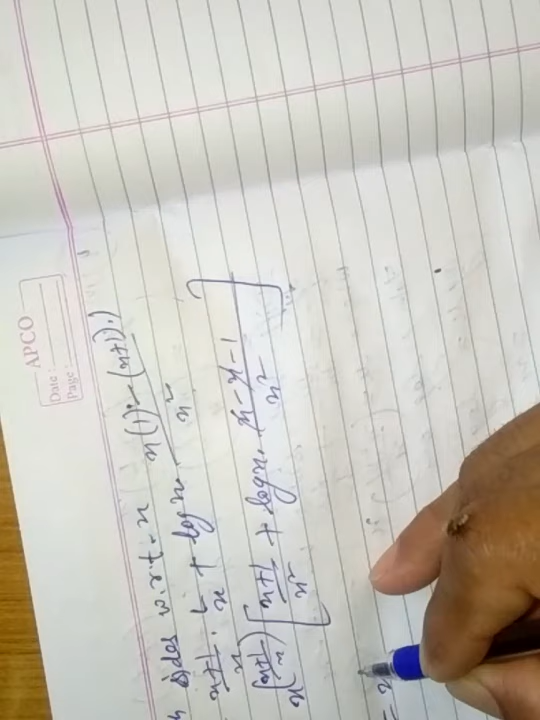 APCO
Date :
Page :
sides w.r.t. x
x+1/x · 1/x + log x · x(1) - (x+1)(1)/x²
x^(x+1/x) [x+1/x² + log x · (x - x - 1)/x²]
=